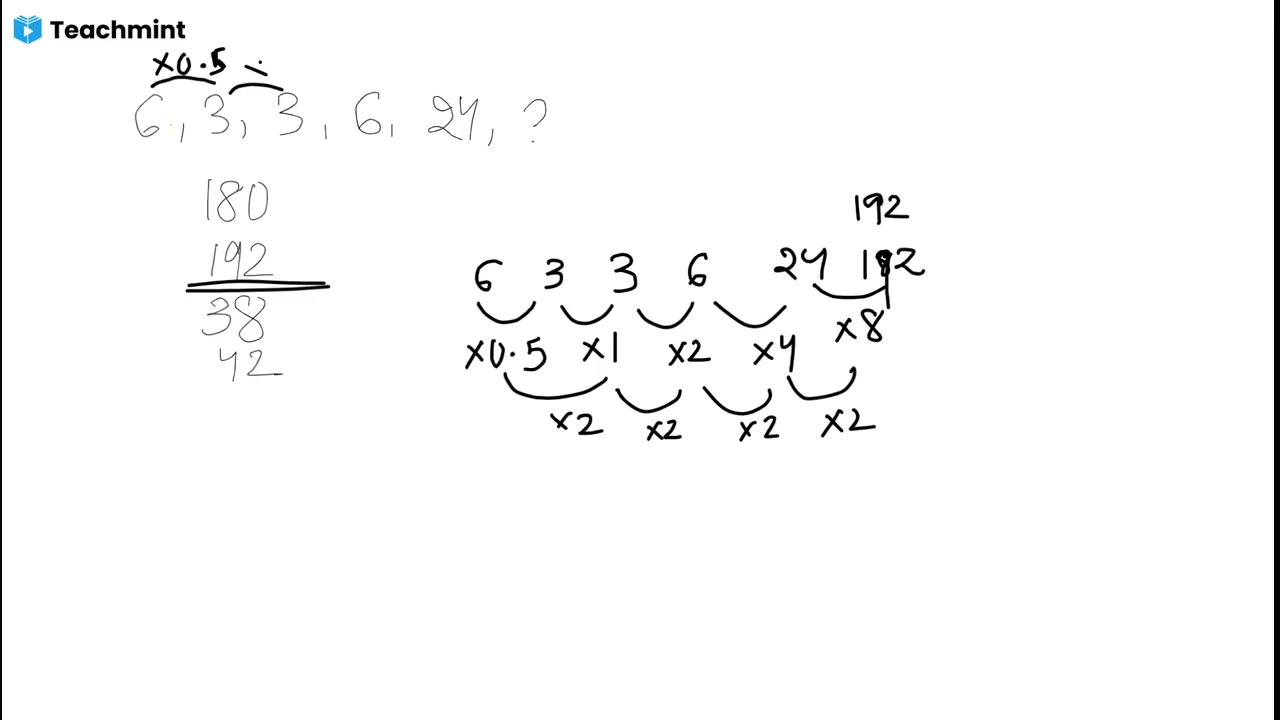 Teachmint
×0.5 ÷
6, 3, 3, 6, 24, ?
180
192
38
42
192
6 3 3 6 24 192
×0.5 ×1 ×2 ×4 ×8
×2 ×2 ×2 ×2